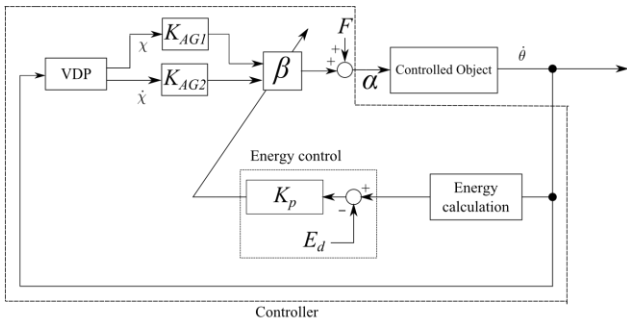 F
K_AG1
χ
+
VDP
β
+
α
Controlled Object
θ̇
χ̇
K_AG2
Energy control
K_p
+
−
Energy
calculation
E_d
Controller